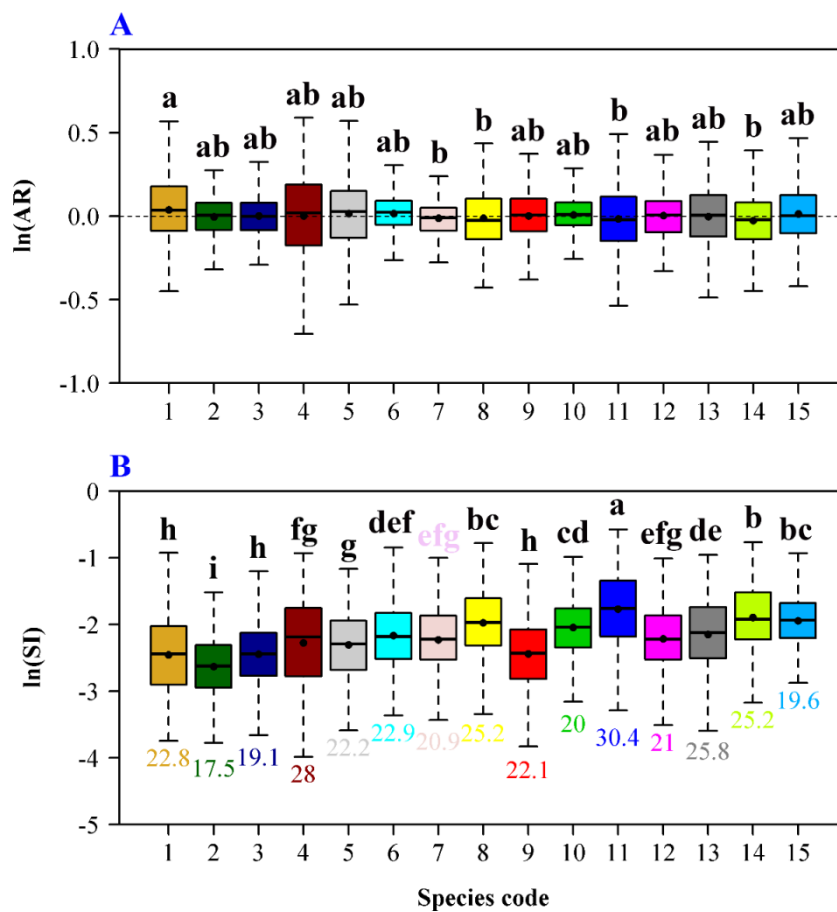 A
1.0
a ab ab ab ab ab b b ab ab b ab ab b ab
0.5
ln(AR)
0.0
-0.5
-1.0
1 2 3 4 5 6 7 8 9 10 11 12 13 14 15
B
0
h i h fg g def efg bc h cd a efg de b bc
-1
-2
ln(SI)
-3
22.8 17.5 19.1 28 22.2 22.9 20.9 25.2 22.1 20 30.4 21 25.8 25.2 19.6
-4
-5
1 2 3 4 5 6 7 8 9 10 11 12 13 14 15
Species code